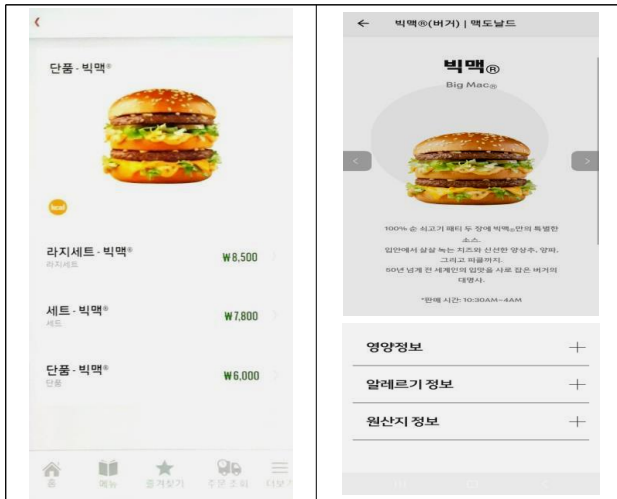 단품 - 빅맥®
kcal
라지세트 - 빅맥®
라지세트
₩8,500
세트 - 빅맥®
세트
₩7,800
단품 - 빅맥®
단품
₩6,000
홈
메뉴
즐겨찾기
주문 조회
더보기
빅맥®(버거) | 맥도날드
빅맥®
Big Mac®
100% 순 쇠고기 패티 두 장에 빅맥®만의 특별한
소스.
입안에서 살살 녹는 치즈와 신선한 양상추, 양파,
그리고 피클까지.
50년 넘게 전 세계인의 입맛을 사로 잡은 버거의
대명사.
*판매 시간: 10:30AM~4AM
영양정보
알레르기 정보
원산지 정보